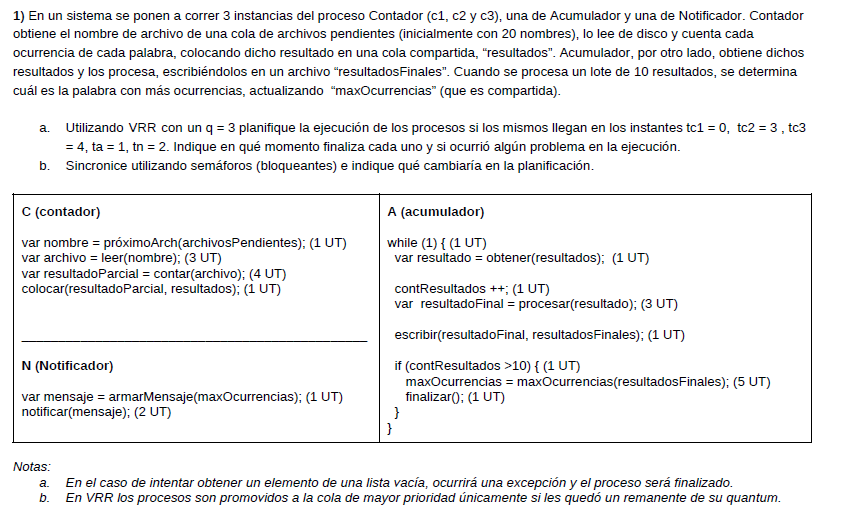 1) En un sistema se ponen a correr 3 instancias del proceso Contador (c1, c2 y c3), una de Acumulador y una de Notificador. Contador
obtiene el nombre de archivo de una cola de archivos pendientes (inicialmente con 20 nombres), lo lee de disco y cuenta cada
ocurrencia de cada palabra, colocando dicho resultado en una cola compartida, “resultados”. Acumulador, por otro lado, obtiene dichos
resultados y los procesa, escribiéndolos en un archivo “resultadosFinales”. Cuando se procesa un lote de 10 resultados, se determina
cuál es la palabra con más ocurrencias, actualizando “maxOcurrencias” (que es compartida).
a. Utilizando VRR con un q = 3 planifique la ejecución de los procesos si los mismos llegan en los instantes tc1 = 0, tc2 = 3 , tc3
= 4, ta = 1, tn = 2. Indique en qué momento finaliza cada uno y si ocurrió algún problema en la ejecución.
b. Sincronice utilizando semáforos (bloqueantes) e indique qué cambiaría en la planificación.
C (contador)
var nombre = próximoArch(archivosPendientes); (1 UT)
var archivo = leer(nombre); (3 UT)
var resultadoParcial = contar(archivo); (4 UT)
colocar(resultadoParcial, resultados); (1 UT)
N (Notificador)
var mensaje = armarMensaje(maxOcurrencias); (1 UT)
notificar(mensaje); (2 UT)
A (acumulador)
while (1) { (1 UT)
var resultado = obtener(resultados); (1 UT)
contResultados ++; (1 UT)
var resultadoFinal = procesar(resultado); (3 UT)
escribir(resultadoFinal, resultadosFinales); (1 UT)
if (contResultados >10) { (1 UT)
maxOcurrencias = maxOcurrencias(resultadosFinales); (5 UT)
finalizar(); (1 UT)
}
}
Notas:
a. En el caso de intentar obtener un elemento de una lista vacía, ocurrirá una excepción y el proceso será finalizado.
b. En VRR los procesos son promovidos a la cola de mayor prioridad únicamente si les quedó un remanente de su quantum.